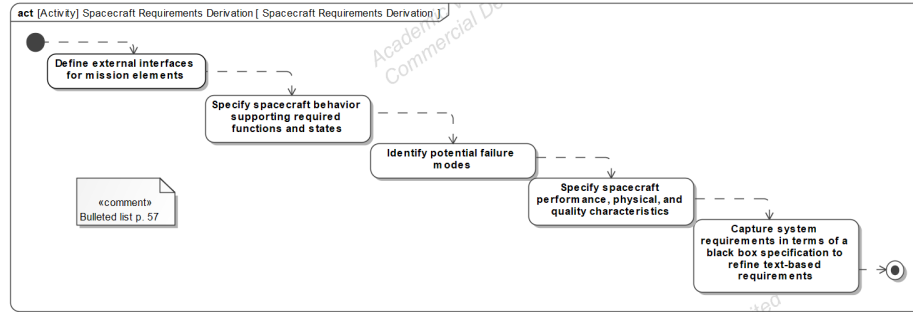 act [Activity] Spacecraft Requirements Derivation [ Spacecraft Requirements Derivation ]
Define external interfaces
for mission elements
Specify spacecraft behavior
supporting required
functions and states
Identify potential failure
modes
Specify spacecraft
performance, physical, and
quality characteristics
Capture system
requirements in terms of a
black box specification to
refine text-based
requirements
«comment»
Bulleted list p. 57
Academic
Commercial